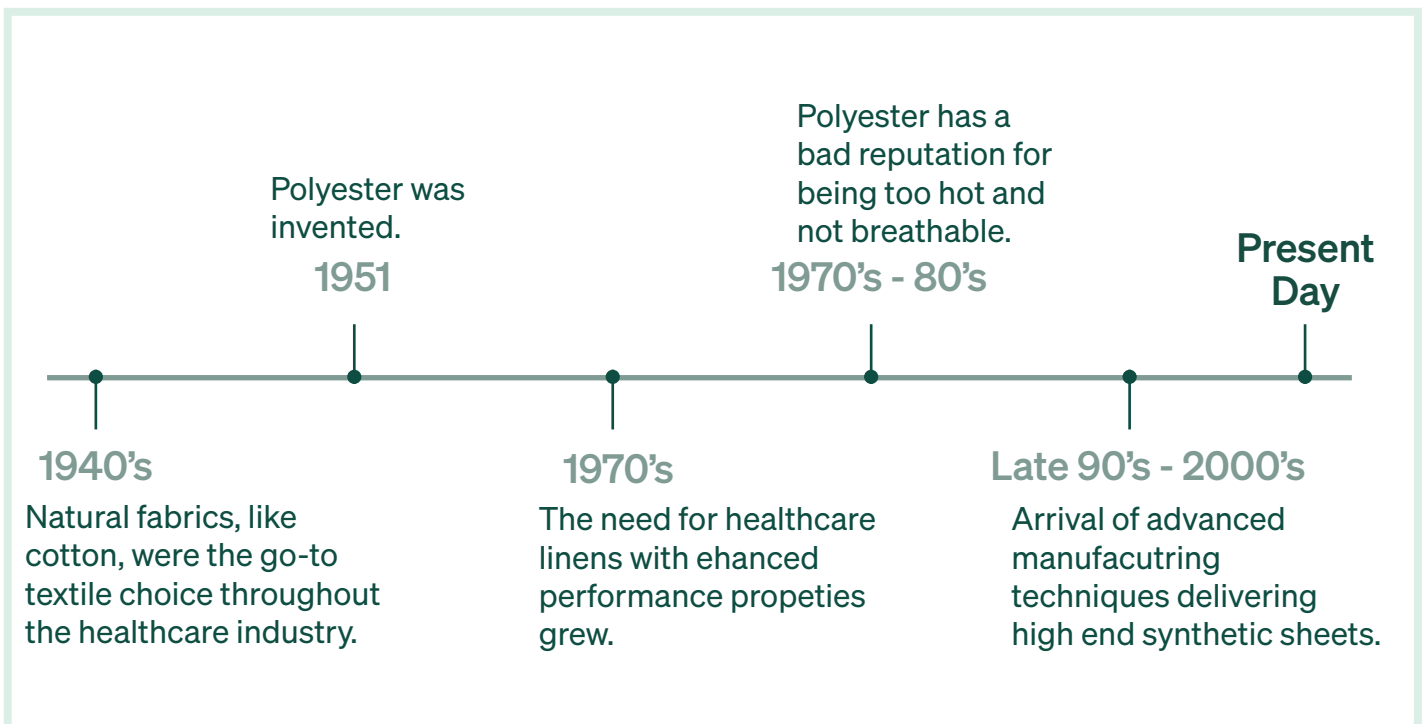 1940’s
Natural fabrics, like
cotton, were the go-to
textile choice throughout
the healthcare industry.
Polyester was
invented.
1951
1970’s
The need for healthcare
linens with ehanced
performance propeties
grew.
Polyester has a
bad reputation for
being too hot and
not breathable.
1970’s - 80’s
Late 90’s - 2000’s
Arrival of advanced
manufacutring
techniques delivering
high end synthetic sheets.
Present
Day